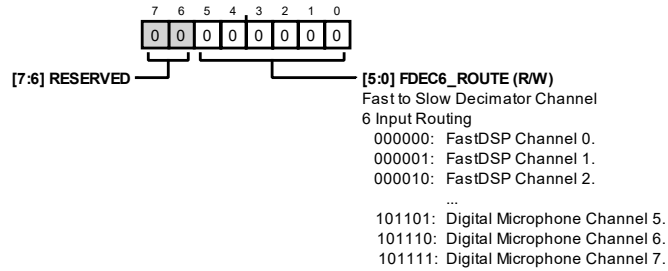 7 6 5 4 3 2 1 0
0 0 0 0 0 0 0 0
[7:6] RESERVED
[5:0] FDEC6_ROUTE (R/W)
Fast to Slow Decimator Channel
6 Input Routing
000000: FastDSP Channel 0.
000001: FastDSP Channel 1.
000010: FastDSP Channel 2.
...
101101: Digital Microphone Channel 5.
101110: Digital Microphone Channel 6.
101111: Digital Microphone Channel 7.